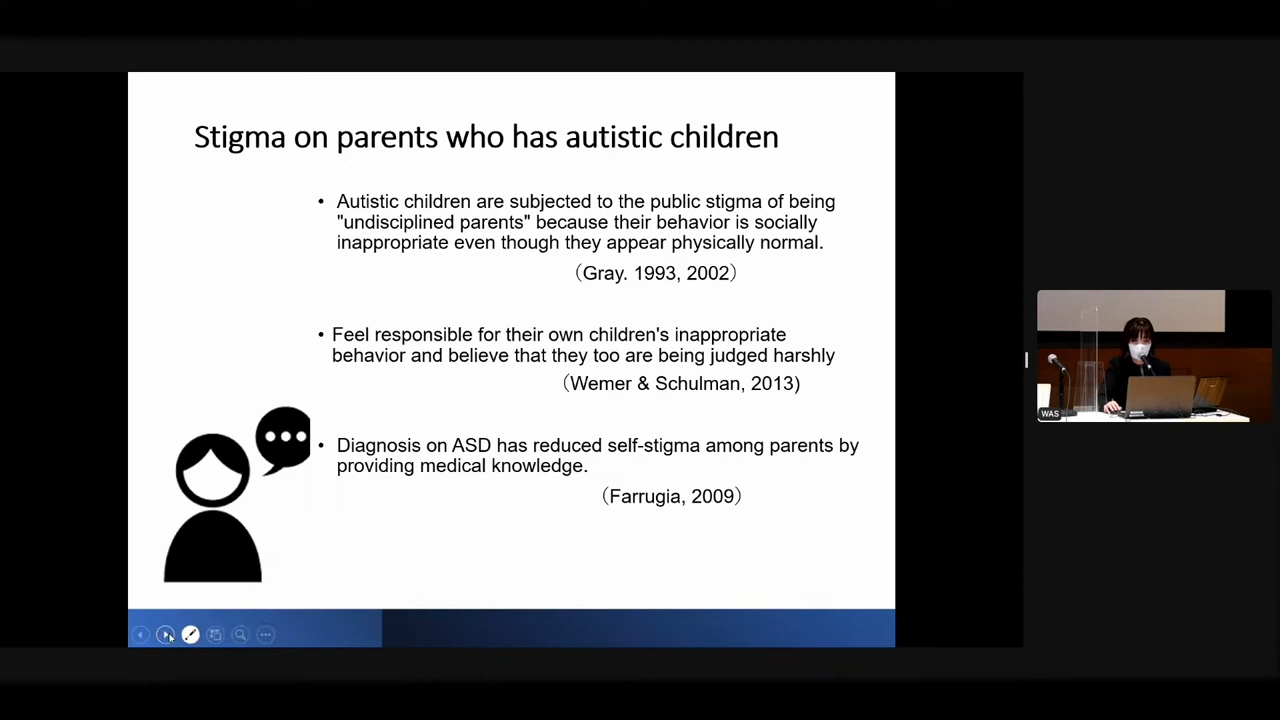 Stigma on parents who has autistic children
• Autistic children are subjected to the public stigma of being
"undisciplined parents" because their behavior is socially
inappropriate even though they appear physically normal.
（Gray. 1993, 2002）
• Feel responsible for their own children's inappropriate
behavior and believe that they too are being judged harshly
（Wemer & Schulman, 2013)
• Diagnosis on ASD has reduced self-stigma among parents by
providing medical knowledge.
（Farrugia, 2009）
WAS